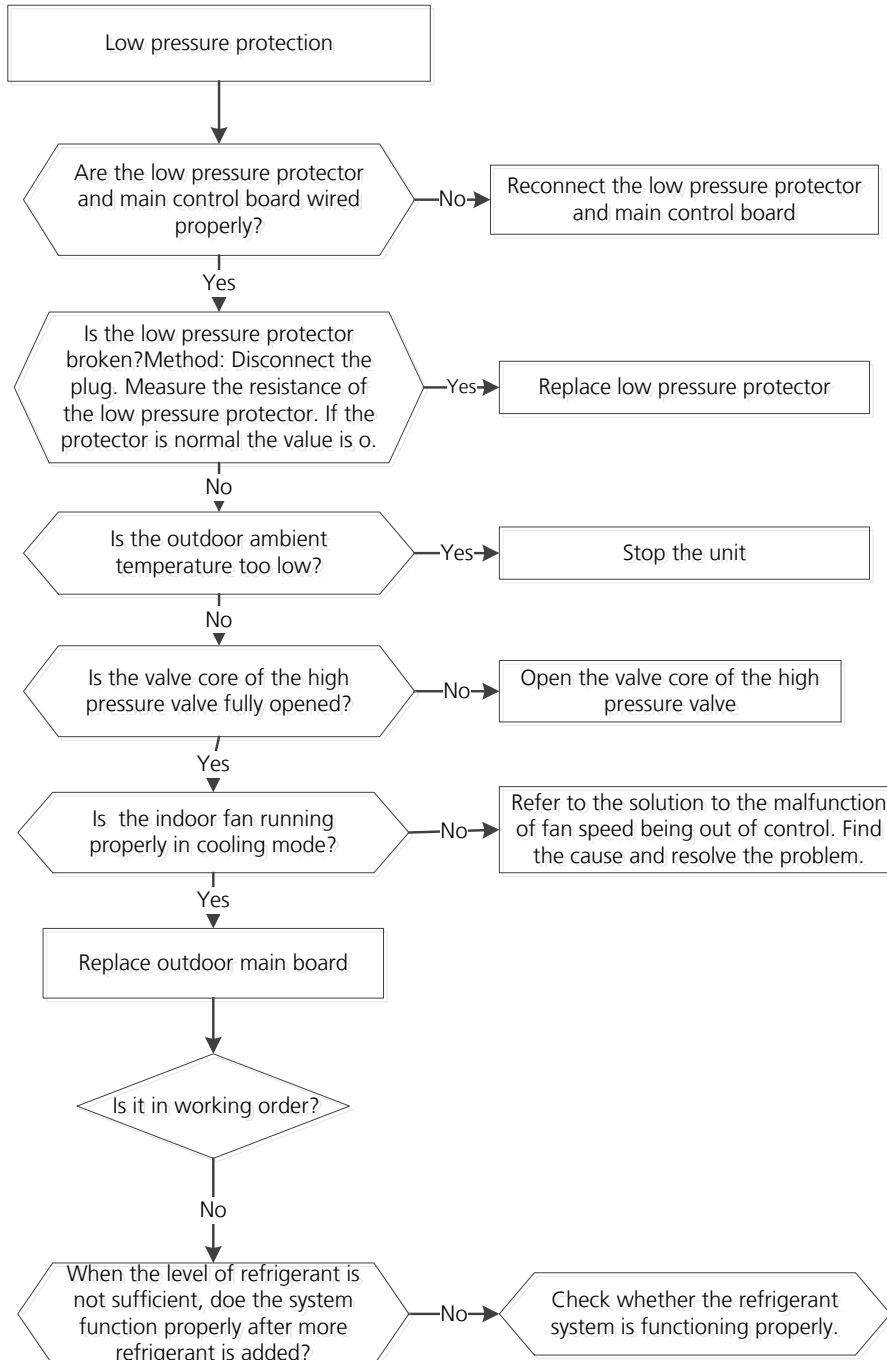 Low pressure protection
Are the low pressure protector
and main control board wired
properly?
No
Reconnect the low pressure protector
and main control board
Yes
Is the low pressure protector
broken?Method: Disconnect the
plug. Measure the resistance of
the low pressure protector. If the
protector is normal the value is o.
Yes
Replace low pressure protector
No
Is the outdoor ambient
temperature too low?
Yes
Stop the unit
No
Is the valve core of the high
pressure valve fully opened?
No
Open the valve core of the high
pressure valve
Yes
Is the indoor fan running
properly in cooling mode?
No
Refer to the solution to the malfunction
of fan speed being out of control. Find
the cause and resolve the problem.
Yes
Replace outdoor main board
Is it in working order?
No
When the level of refrigerant is
not sufficient, doe the system
function properly after more
refrigerant is added?
No
Check whether the refrigerant
system is functioning properly.